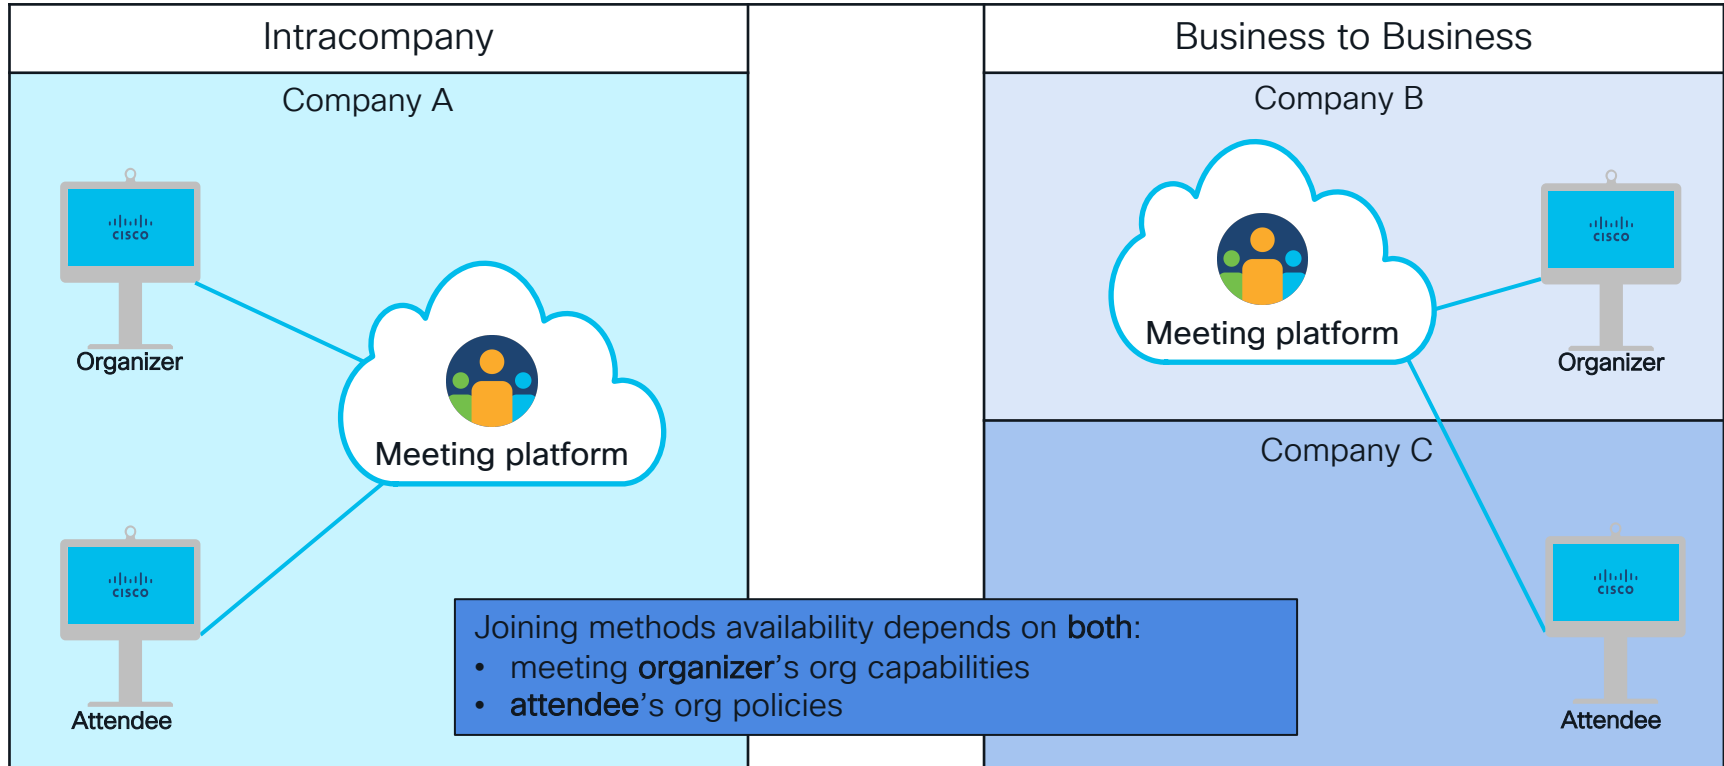 Intracompany
Company A
CISCO
Organizer
Meeting platform
CISCO
Attendee
Business to Business
Company B
CISCO
Meeting platform
Organizer
Company C
CISCO
Attendee
Joining methods availability depends on both:
• meeting organizer's org capabilities
• attendee's org policies